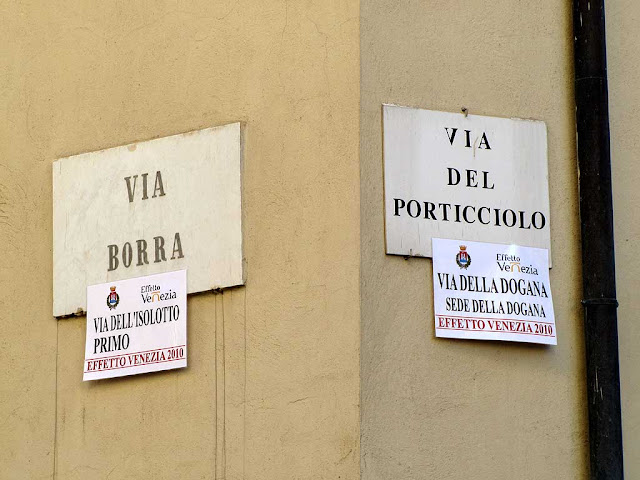 VIA
BORRA
Effetto
Venezia
VIA DELL'ISOLOTTO
PRIMO
EFFETTO VENEZIA 2010
VIA
DEL
PORTICCIOLO
Effetto
Venezia
VIA DELLA DOGANA
SEDE DELLA DOGANA
EFFETTO VENEZIA 2010